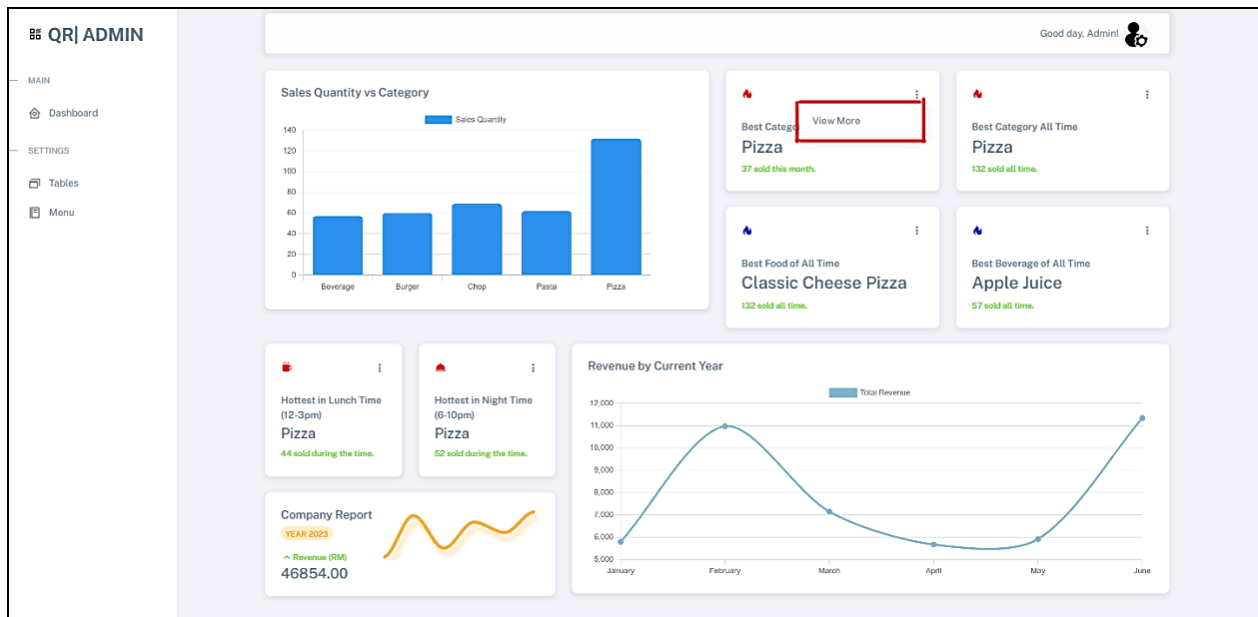 QR| ADMIN
Good day, Admin!
MAIN
Dashboard
SETTINGS
Tables
Menu
Sales Quantity vs Category
Sales Quantity
140
120
100
80
60
40
20
0
Beverage Burger Chop Pasta Pizza
View More
Best Catego
Pizza
37 sold this month.
Best Category All Time
Pizza
132 sold all time.
Best Food of All Time
Classic Cheese Pizza
132 sold all time.
Best Beverage of All Time
Apple Juice
57 sold all time.
Hottest in Lunch Time
(12-3pm)
Pizza
44 sold during the time.
Hottest in Night Time
(6-10pm)
Pizza
52 sold during the time.
Revenue by Current Year
Total Revenue
12,000
11,000
10,000
9,000
8,000
7,000
6,000
5,000
January February March April May June
Company Report
YEAR 2023
Revenue (RM)
46854.00